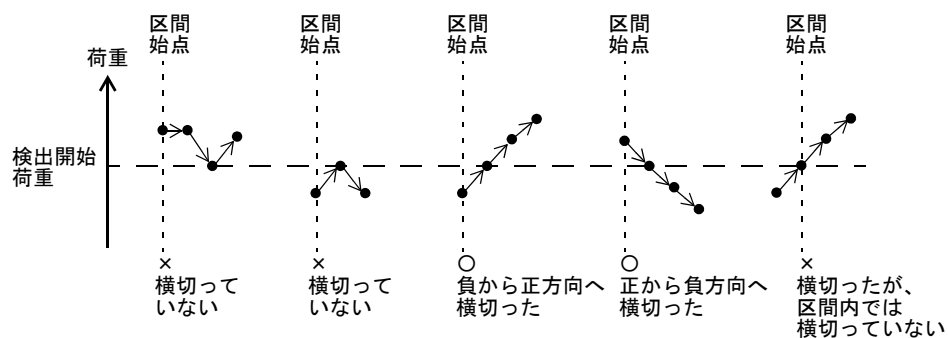 区間
始点
区間
始点
区間
始点
区間
始点
区間
始点
荷重
検出開始
荷重
×
横切って
いない
×
横切って
いない
○
負から正方向へ
横切った
○
正から負方向へ
横切った
×
横切ったが、
区間内では
横切っていない